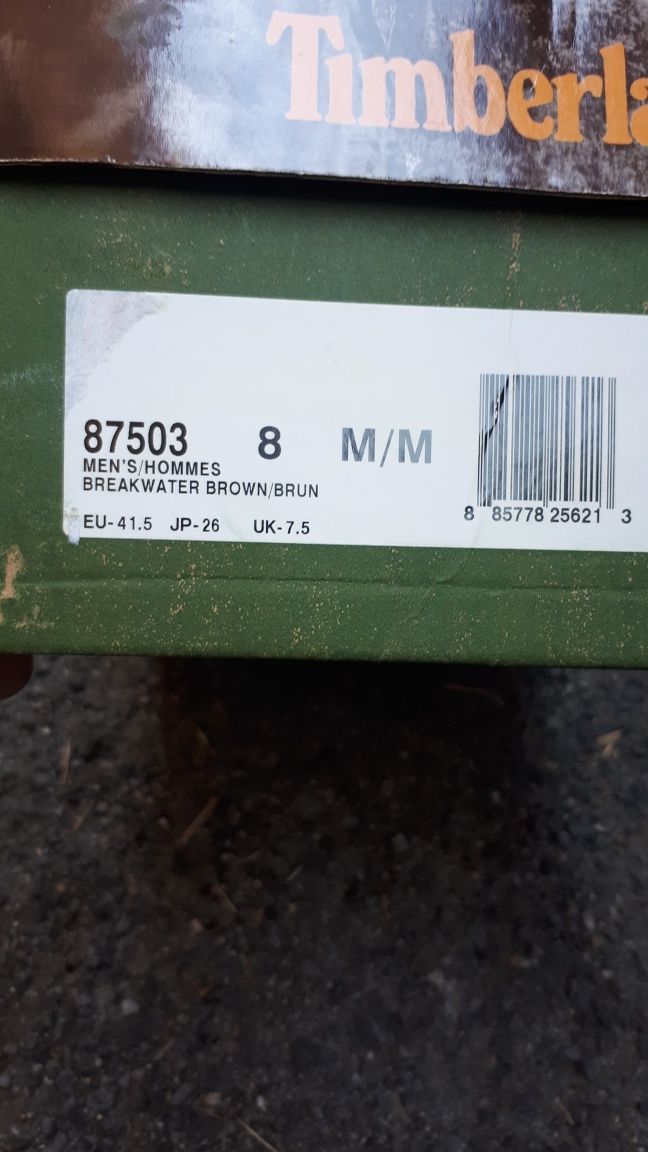 Timberla
87503 8 M/M
MEN'S/HOMMES
BREAKWATER BROWN/BRUN
EU-41.5 JP-26 UK-7.5
8 85778 25621 3